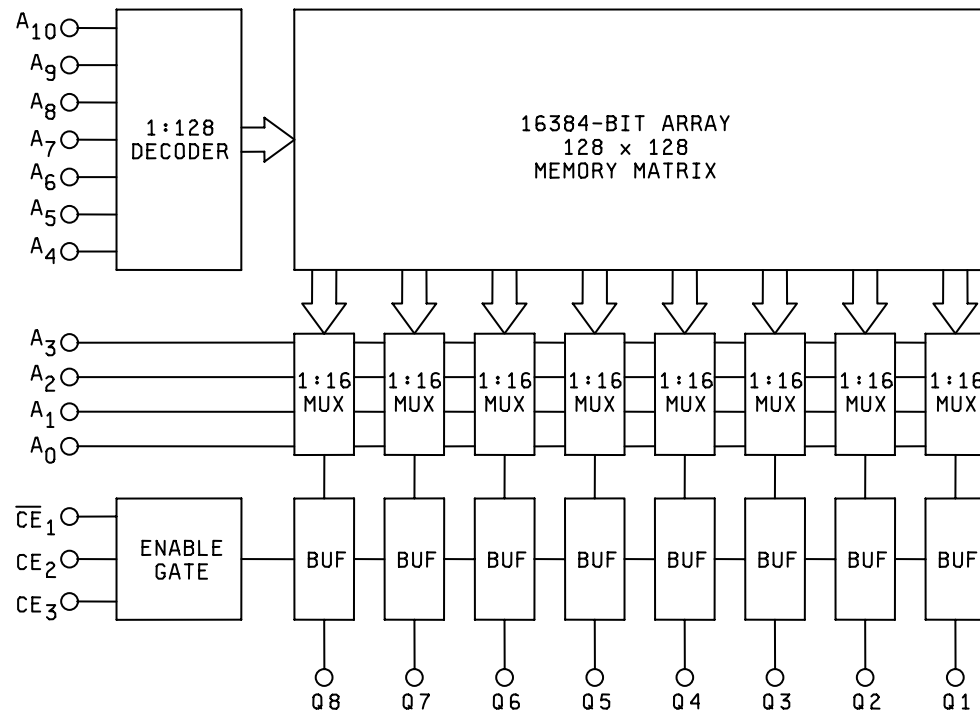 A10
A9
A8
A7
A6
A5
A4
1:128
DECODER
16384-BIT ARRAY
128 x 128
MEMORY MATRIX
A3
A2
A1
A0
1:16 1:16 1:16 1:16 1:16 1:16 1:16 1:16
MUX MUX MUX MUX MUX MUX MUX MUX
C̅E̅1
CE2
CE3
ENABLE
GATE
BUF BUF BUF BUF BUF BUF BUF BUF
Q8 Q7 Q6 Q5 Q4 Q3 Q2 Q1